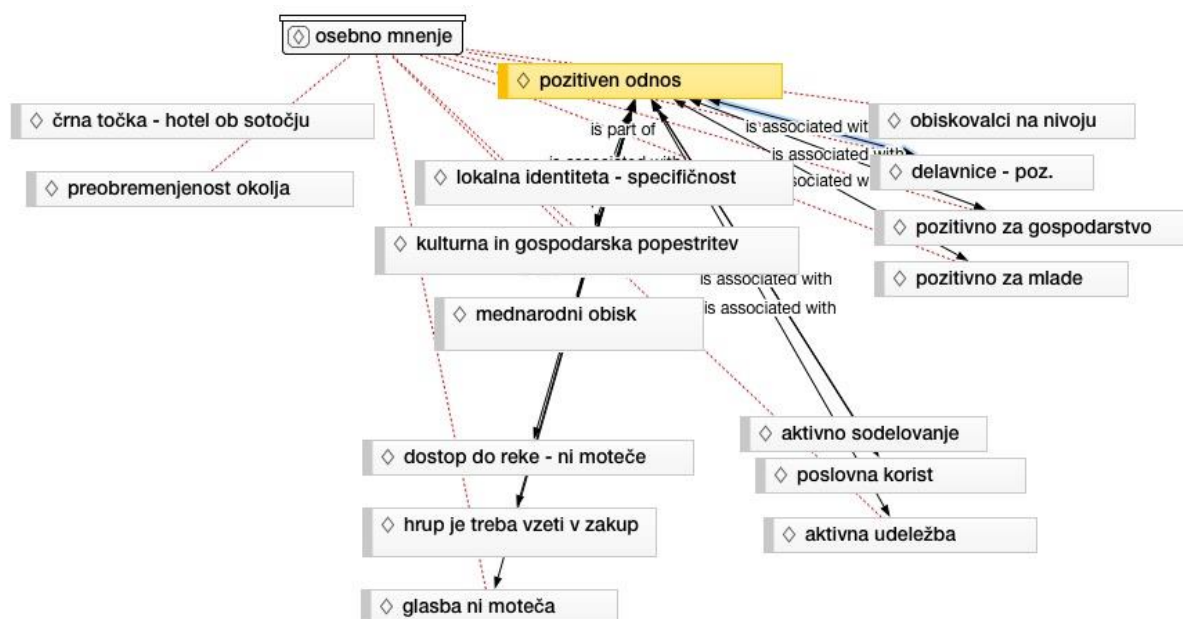 osebno mnenje
pozitiven odnos
črna točka - hotel ob sotočju
obiskovalci na nivoju
is part of
is associated wit
is associated with
delavnice - poz.
preobremenjenost okolja
lokalna identiteta - specifičnost
pozitivno za gospodarstvo
kulturna in gospodarska popestritev
is associated with
pozitivno za mlade
mednarodni obisk
is associated with
aktivno sodelovanje
dostop do reke - ni moteče
poslovna korist
hrup je treba vzeti v zakup
aktivna udeležba
glasba ni moteča